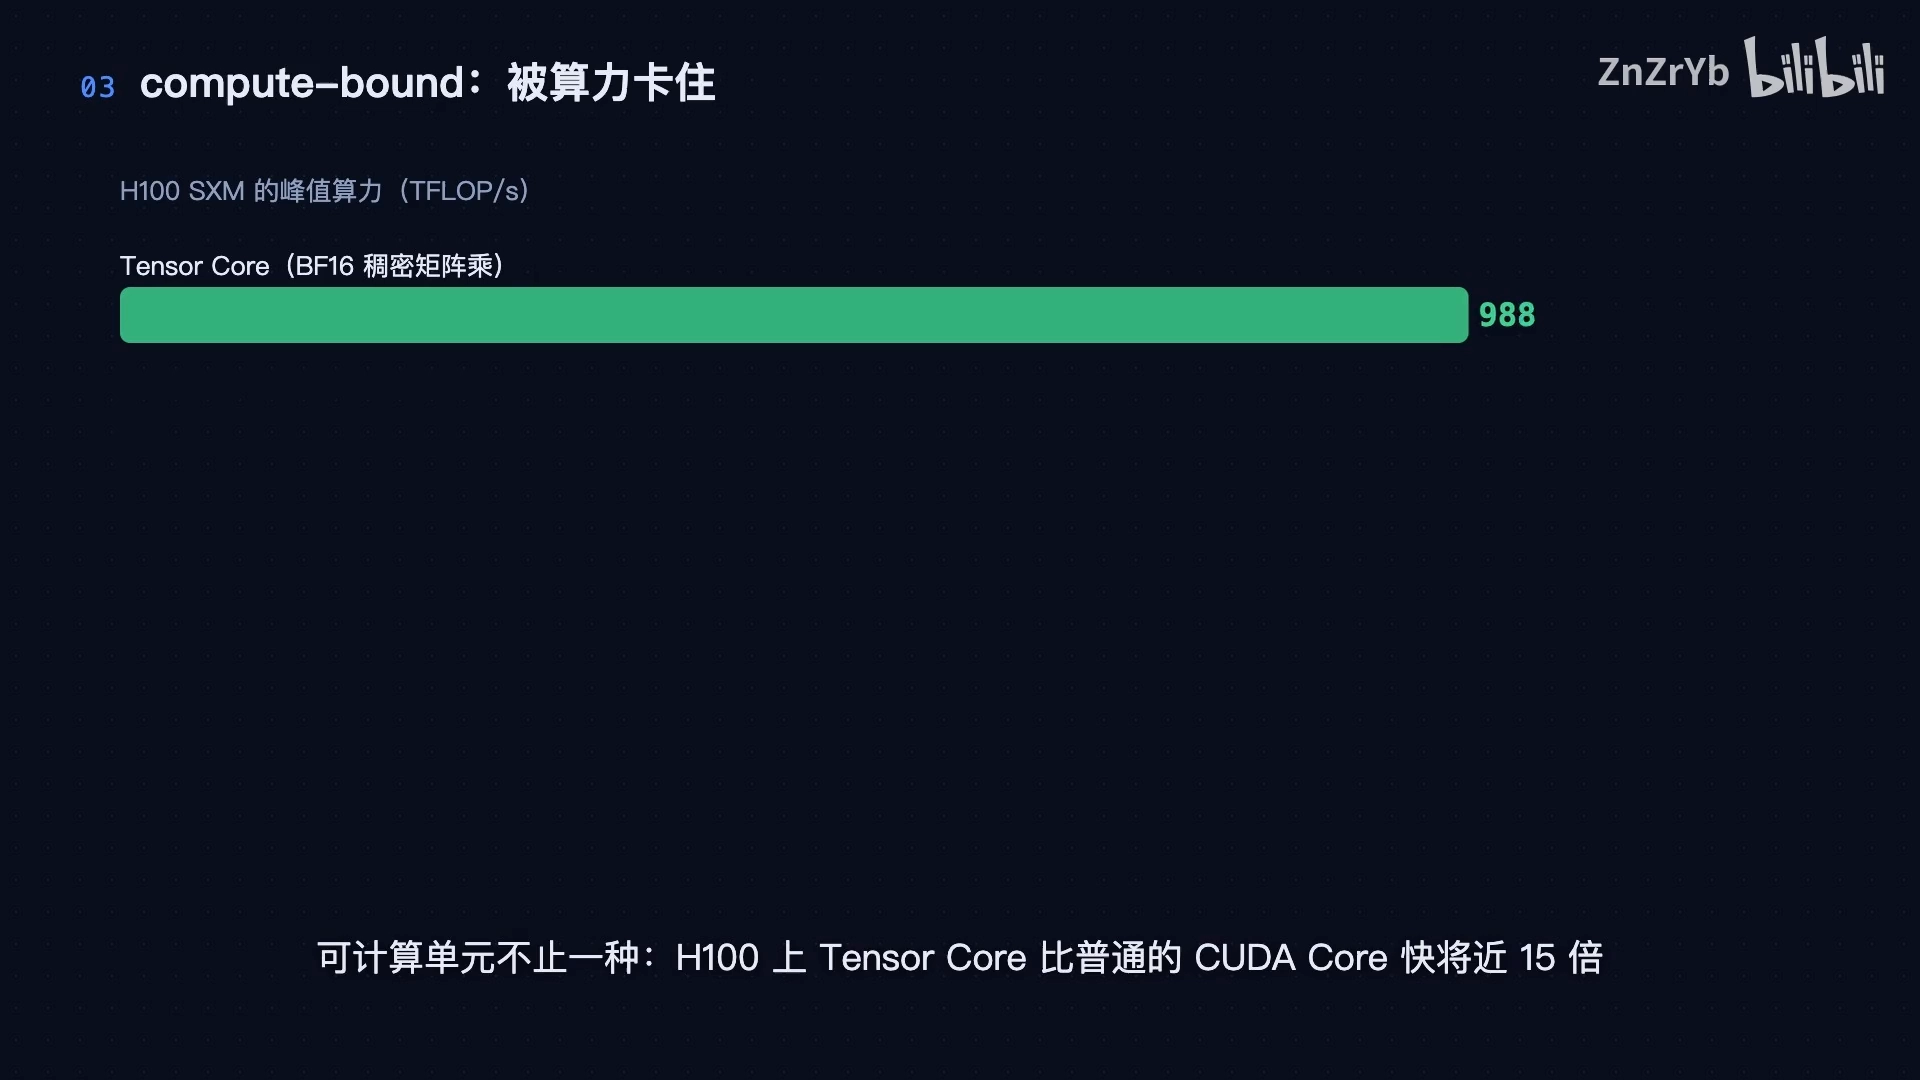 03 compute-bound：被算力卡住
ZnZrYb bilibili
H100 SXM 的峰值算力（TFLOP/s）
Tensor Core（BF16 稠密矩阵乘）
988
可计算单元不止一种：H100 上 Tensor Core 比普通的 CUDA Core 快将近 15 倍